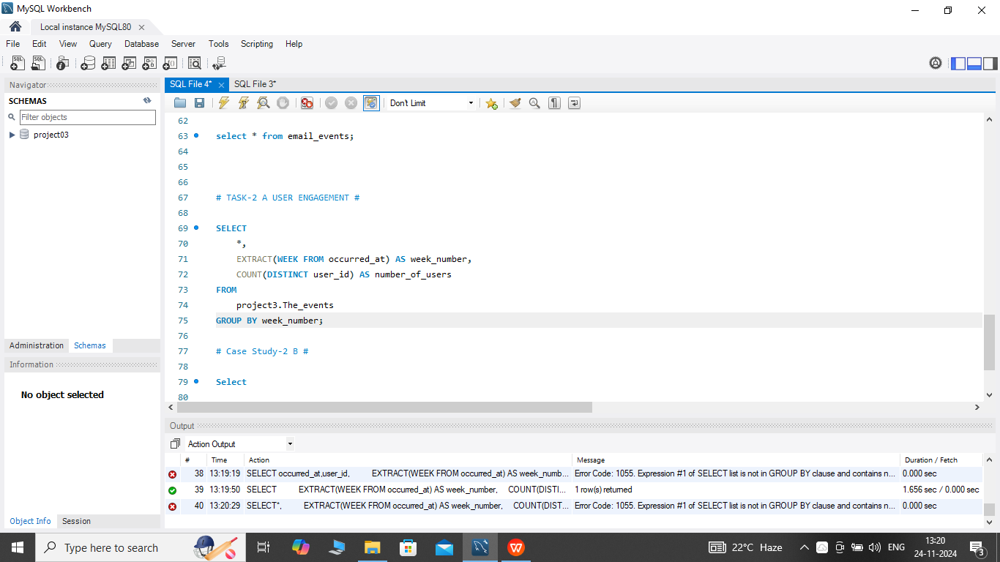 MySQL Workbench
Local instance MySQL80
File Edit View Query Database Server Tools Scripting Help
Navigator
SCHEMAS
Filter objects
project03
Administration Schemas
Information
No object selected
Object Info Session
SQL File 4* SQL File 3*
Don't Limit
62
63 select * from email_events;
64
65
66
67 # TASK-2 A USER ENGAGEMENT #
68
69 SELECT
70 *,
71 EXTRACT(WEEK FROM occurred_at) AS week_number,
72 COUNT(DISTINCT user_id) AS number_of_users
73 FROM
74 project3.The_events
75 GROUP BY week_number;
76
77 # Case Study-2 B #
78
79 Select
80
Output
Action Output
# Time Action Message Duration / Fetch
38 13:19:19 SELECT occurred_at,user_id, EXTRACT(WEEK FROM occurred_at) AS week_numb... Error Code: 1055. Expression #1 of SELECT list is not in GROUP BY clause and contains n... 0.000 sec
39 13:19:50 SELECT EXTRACT(WEEK FROM occurred_at) AS week_number, COUNT(DISTI... 1 row(s) returned 1.656 sec / 0.000 sec
40 13:20:29 SELECT*, EXTRACT(WEEK FROM occurred_at) AS week_number, COUNT(DIST... Error Code: 1055. Expression #1 of SELECT list is not in GROUP BY clause and contains n... 0.000 sec
Type here to search
22°C Haze
ENG
13:20
24-11-2024
3